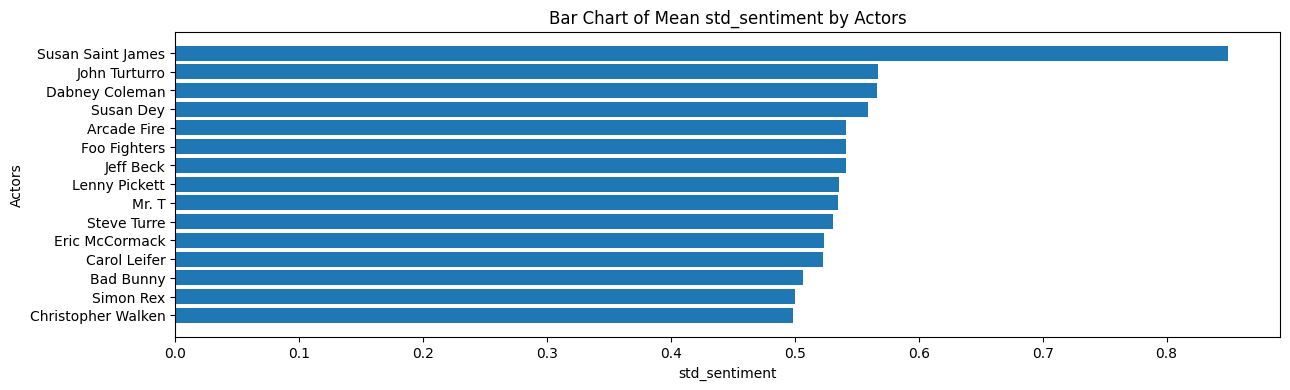 Bar Chart of Mean std_sentiment by Actors
Actors
Susan Saint James
John Turturro
Dabney Coleman
Susan Dey
Arcade Fire
Foo Fighters
Jeff Beck
Lenny Pickett
Mr. T
Steve Turre
Eric McCormack
Carol Leifer
Bad Bunny
Simon Rex
Christopher Walken
0.0 0.1 0.2 0.3 0.4 0.5 0.6 0.7 0.8
std_sentiment